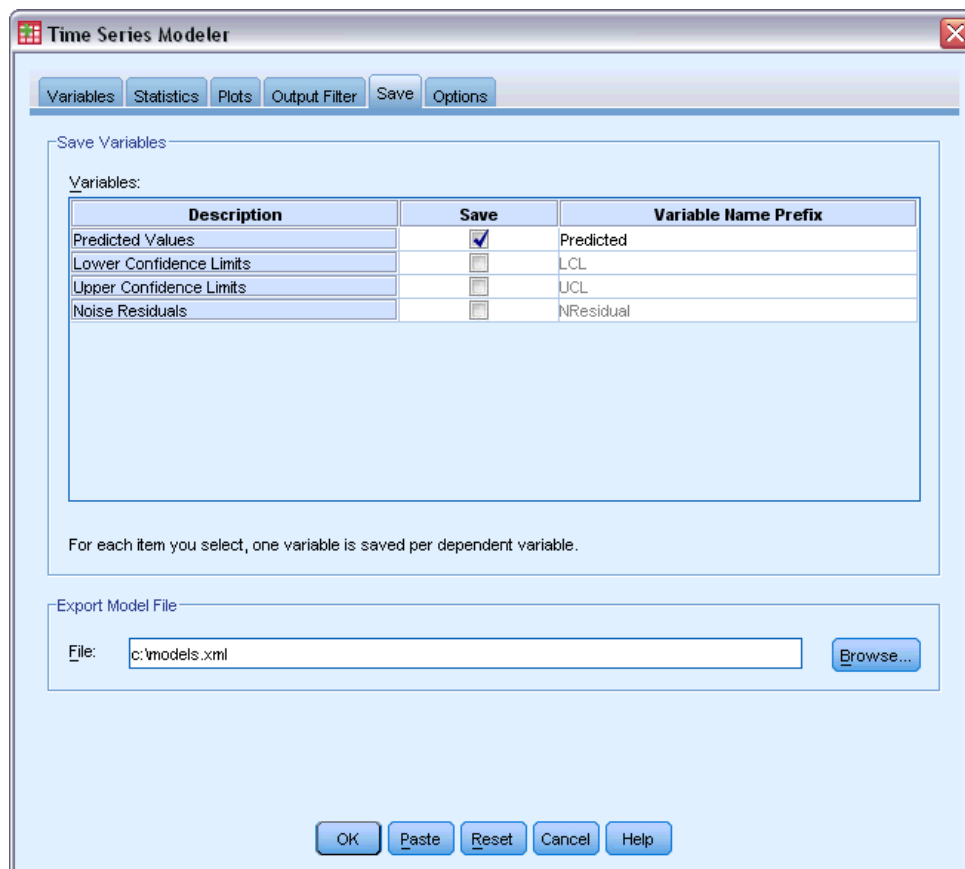 Time Series Modeler
Variables Statistics Plots Output Filter Save Options
Save Variables
Variables:
Description Save Variable Name Prefix
Predicted Values Predicted
Lower Confidence Limits LCL
Upper Confidence Limits UCL
Noise Residuals NResidual
For each item you select, one variable is saved per dependent variable.
Export Model File
File: c:\models.xml Browse...
OK Paste Reset Cancel Help